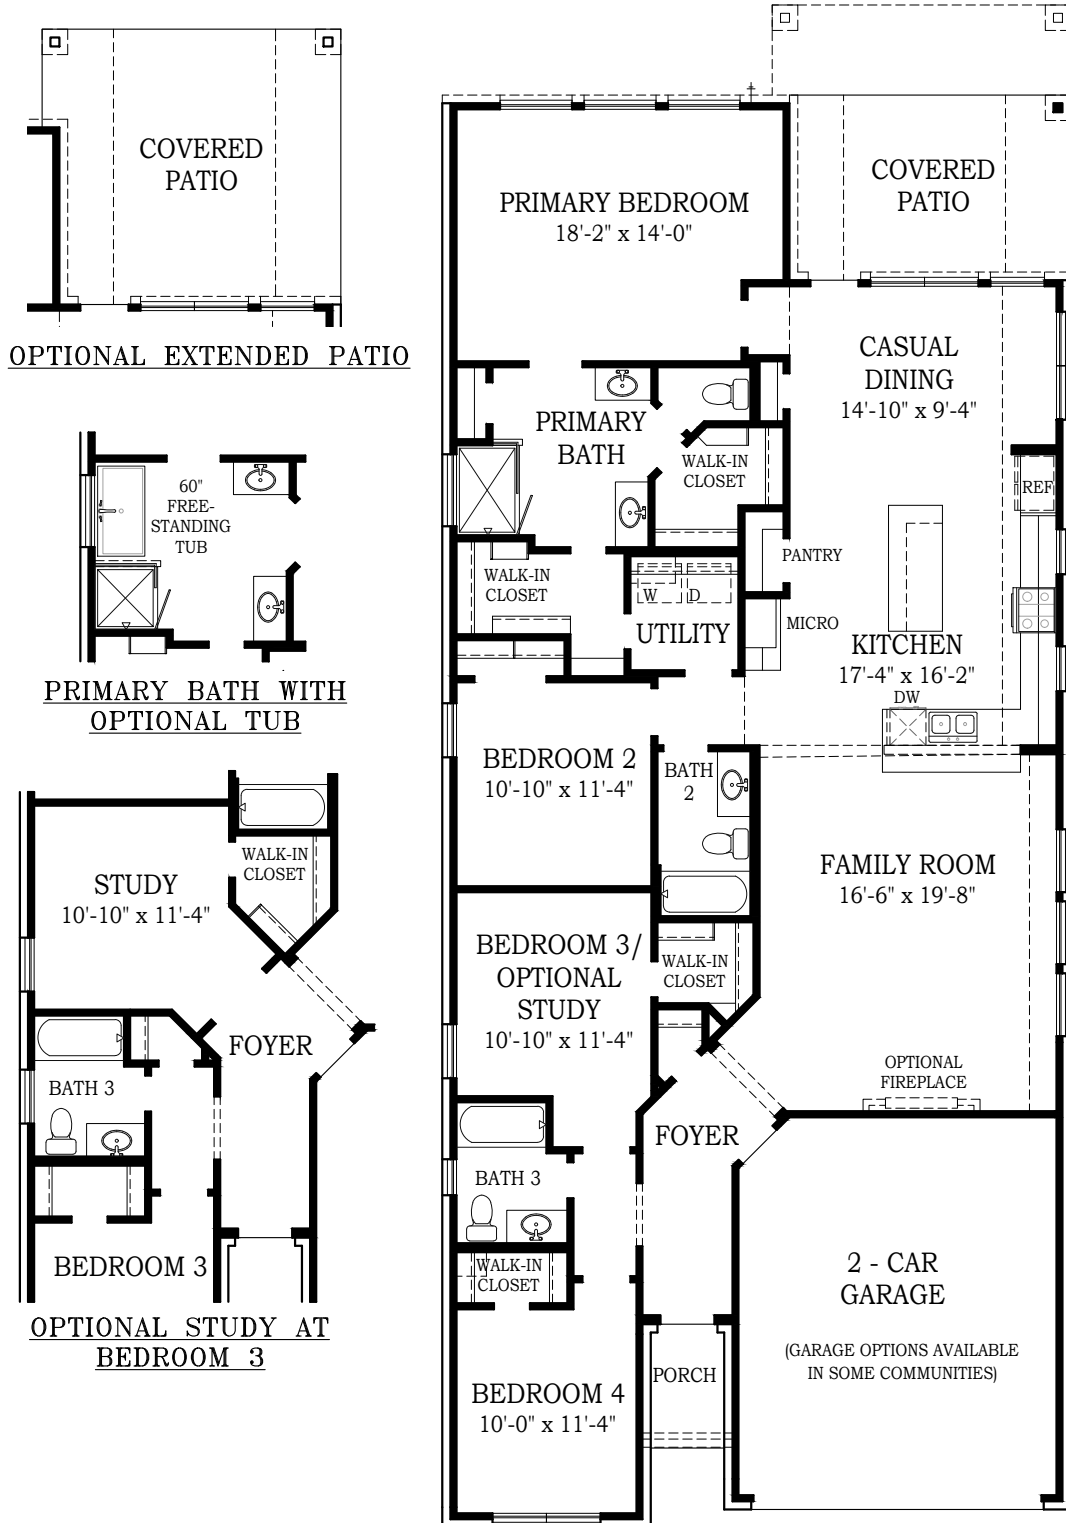 COVERED
PATIO
OPTIONAL EXTENDED PATIO
60"
FREE-
STANDING
TUB
PRIMARY BATH WITH
OPTIONAL TUB
WALK-IN
CLOSET
STUDY
10'-10" x 11'-4"
FOYER
BATH 3
BEDROOM 3
OPTIONAL STUDY AT
BEDROOM 3
PRIMARY BEDROOM
18'-2" x 14'-0"
COVERED
PATIO
CASUAL
DINING
14'-10" x 9'-4"
PRIMARY
BATH
WALK-IN
CLOSET
REF
PANTRY
WALK-IN
CLOSET
W
D
MICRO
UTILITY
KITCHEN
17'-4" x 16'-2"
DW
BEDROOM 2
10'-10" x 11'-4"
BATH
2
FAMILY ROOM
16'-6" x 19'-8"
BEDROOM 3/
OPTIONAL
STUDY
10'-10" x 11'-4"
WALK-IN
CLOSET
OPTIONAL
FIREPLACE
FOYER
BATH 3
WALK-IN
CLOSET
2 - CAR
GARAGE
(GARAGE OPTIONS AVAILABLE
IN SOME COMMUNITIES)
PORCH
BEDROOM 4
10'-0" x 11'-4"